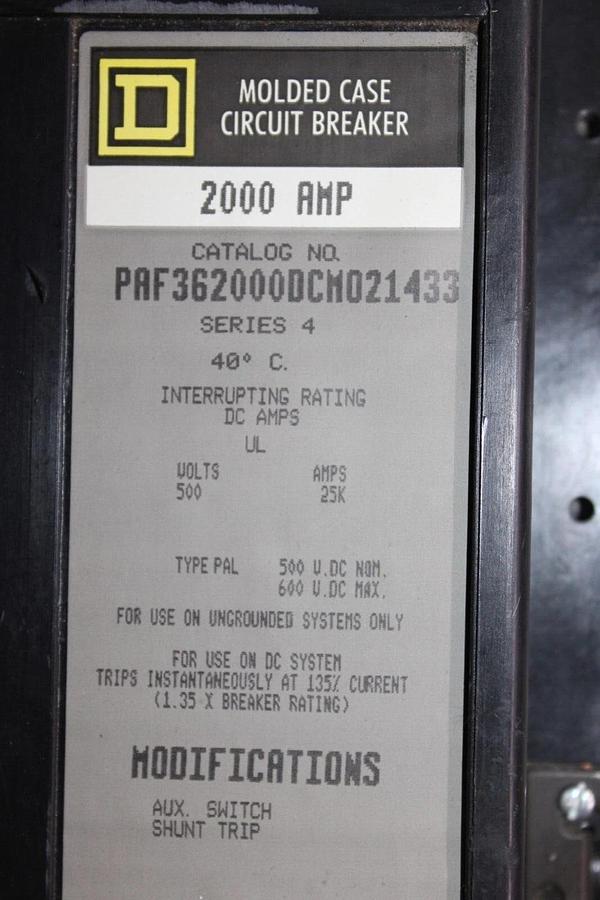 D
MOLDED CASE
CIRCUIT BREAKER
2000 AMP
CATALOG NO.
PAF362000DCMO21433
SERIES 4
40° C.
INTERRUPTING RATING
DC AMPS
UL
VOLTS AMPS
500 25K
TYPE PAL 500 V.DC NOM.
600 V.DC MAX.
FOR USE ON UNGROUNDED SYSTEMS ONLY
FOR USE ON DC SYSTEM
TRIPS INSTANTANEOUSLY AT 135% CURRENT
(1.35 X BREAKER RATING)
MODIFICATIONS
AUX. SWITCH
SHUNT TRIP